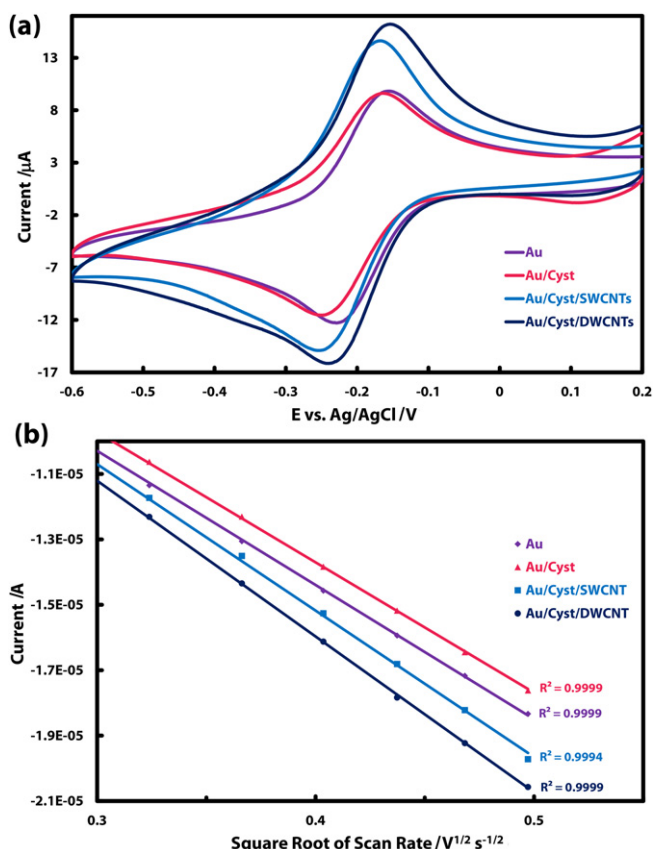 (a)
13
8
3
-2
-7
-12
-17
Current /µA
-0.6
-0.5
-0.4
-0.3
-0.2
-0.1
0
0.1
0.2
E vs. Ag/AgCl /V
Au
Au/Cyst
Au/Cyst/SWCNTs
Au/Cyst/DWCNTs
(b)
-1.1E-05
-1.3E-05
-1.5E-05
-1.7E-05
-1.9E-05
-2.1E-05
Current /A
Au
Au/Cyst
Au/Cyst/SWCNT
Au/Cyst/DWCNT
R² = 0.9999
R² = 0.9999
R² = 0.9994
R² = 0.9999
0.3
0.4
0.5
Square Root of Scan Rate / V^1/2 s^-1/2